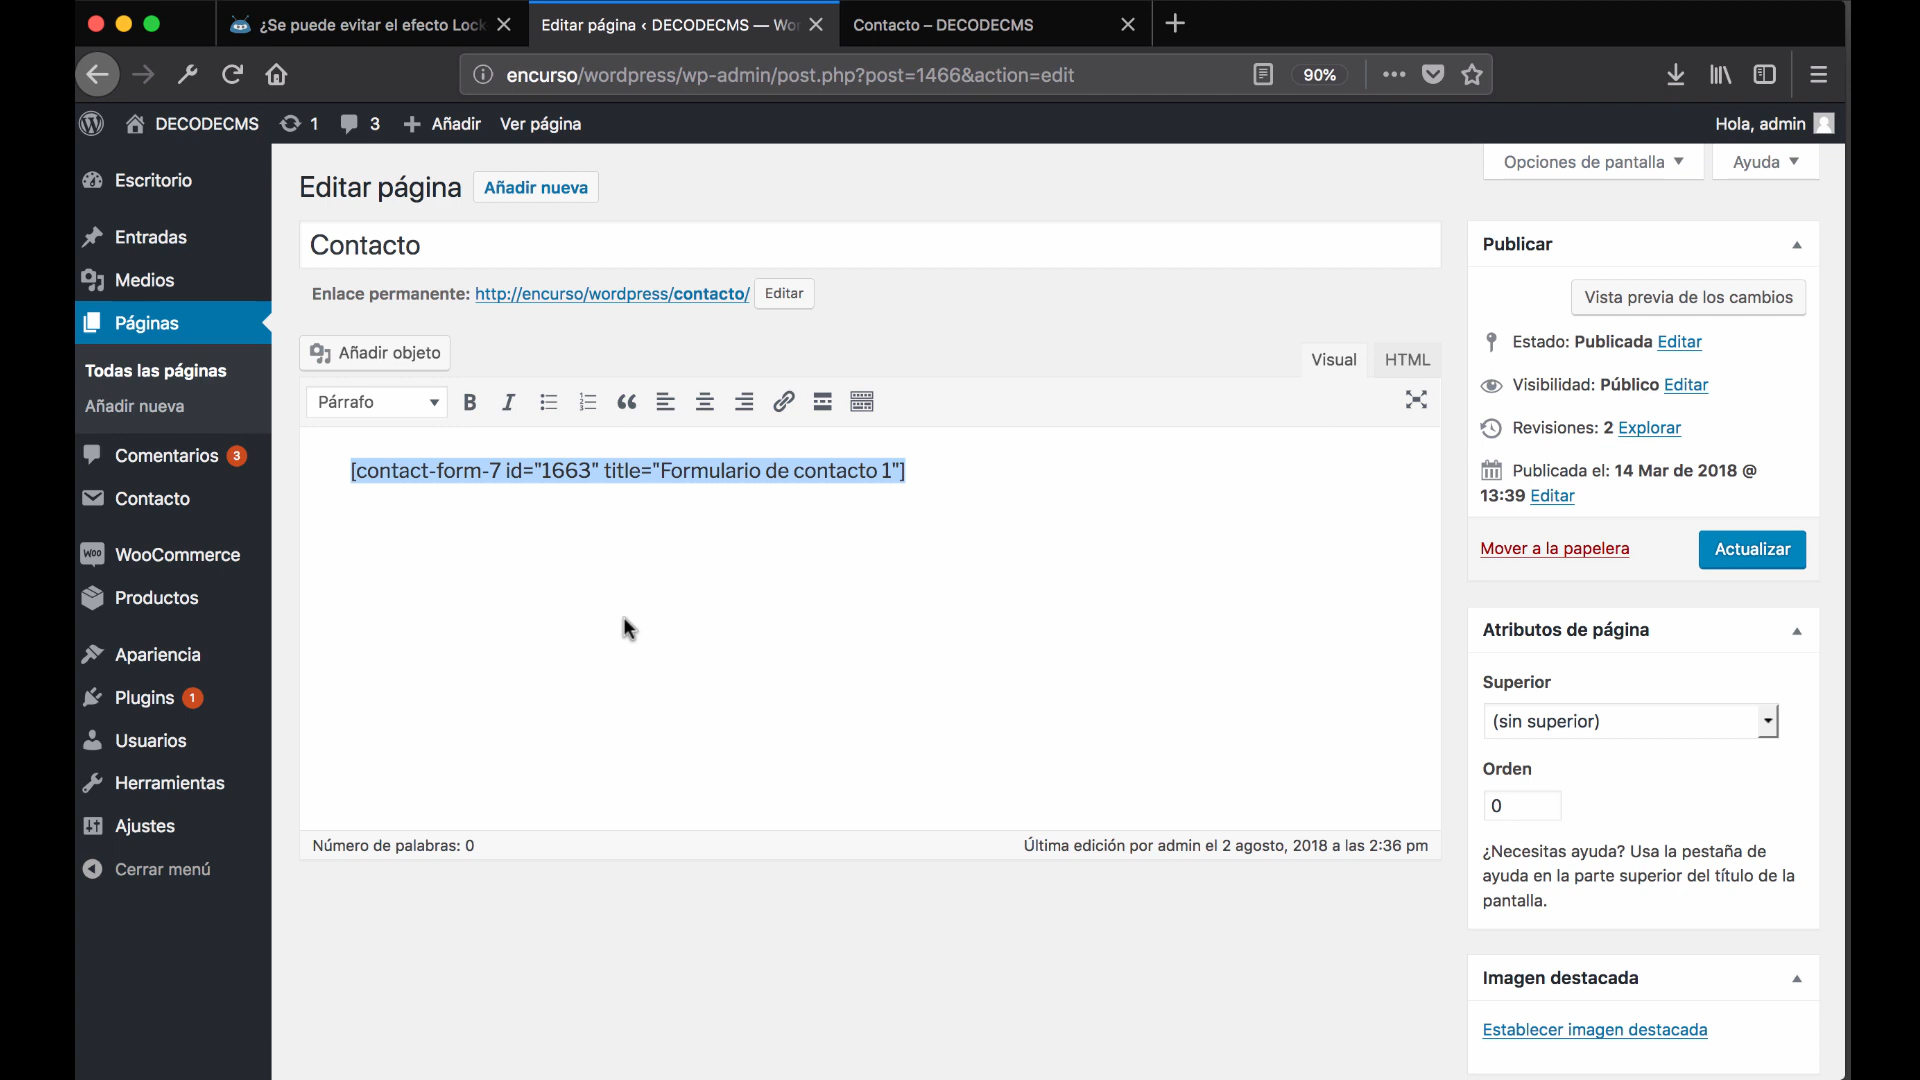 ¿Se puede evitar el efecto Lock
Editar página ‹ DECODECMS — Wo
Contacto – DECODECMS
encurso/wordpress/wp-admin/post.php?post=1466&action=edit
90%
DECODECMS
1
3
Añadir
Ver página
Hola, admin
Escritorio
Entradas
Medios
Páginas
Todas las páginas
Añadir nueva
Comentarios 3
Contacto
Woo WooCommerce
Productos
Apariencia
Plugins 1
Usuarios
Herramientas
Ajustes
Cerrar menú
Opciones de pantalla
Ayuda
Editar página
Añadir nueva
Contacto
Enlace permanente: http://encurso/wordpress/contacto/ Editar
Añadir objeto
Visual
HTML
Párrafo
[contact-form-7 id="1663" title="Formulario de contacto 1"]
Número de palabras: 0
Última edición por admin el 2 agosto, 2018 a las 2:36 pm
Publicar
Vista previa de los cambios
Estado: Publicada Editar
Visibilidad: Público Editar
Revisiones: 2 Explorar
Publicada el: 14 Mar de 2018 @
13:39 Editar
Mover a la papelera
Actualizar
Atributos de página
Superior
(sin superior)
Orden
0
¿Necesitas ayuda? Usa la pestaña de
ayuda en la parte superior del título de la
pantalla.
Imagen destacada
Establecer imagen destacada